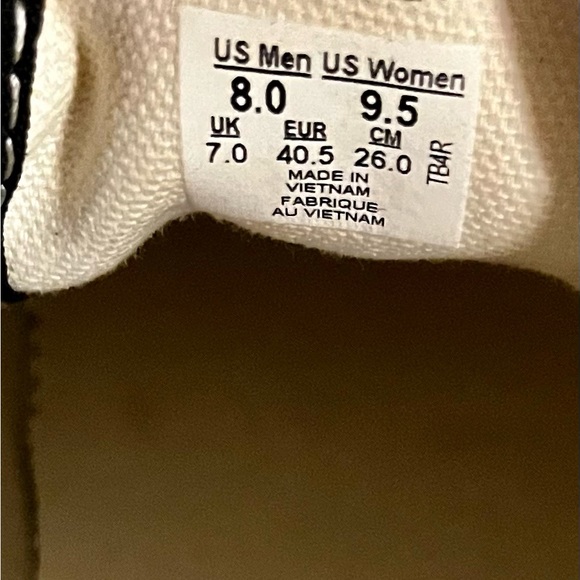 US Men US Women
8.0 9.5
UK EUR CM
7.0 40.5 26.0
TB4R
MADE IN
VIETNAM
FABRIQUE
AU VIETNAM